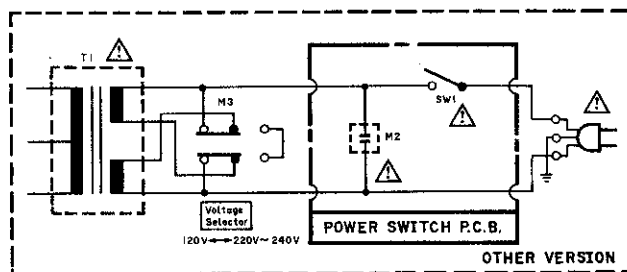 T1
M3
SW1
M2
Voltage
Selector
120V ↔ 220V~240V
POWER SWITCH P.C.B.
OTHER VERSION